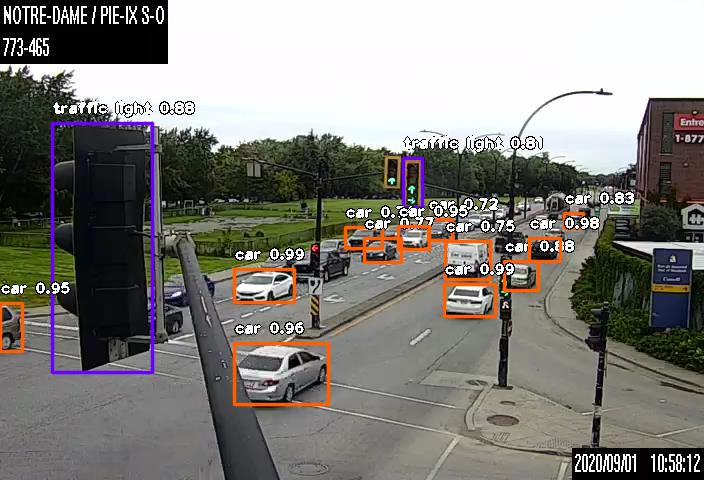 NOTRE-DAME / PIE-IX S-O
773-465
traffic light 0.88
traffic light 0.81
car 0.72
car 0.83
car 0.95
car 0.77
car 0.75
car 0.98
car 0.88
car 0.99
car 0.99
car 0.95
car 0.96
Entre
1-877
Canada
2020/09/01 10:58:12